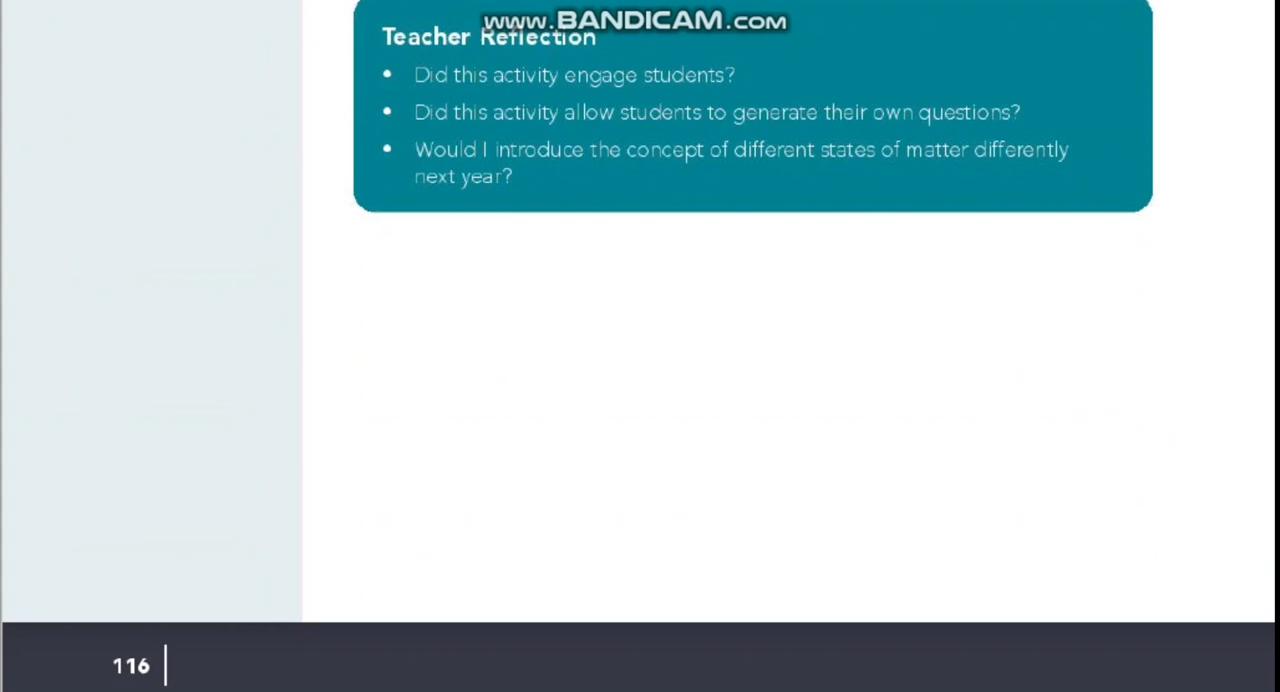 www.BANDICAM.com
Teacher Reflection
• Did this activity engage students?
• Did this activity allow students to generate their own questions?
• Would I introduce the concept of different states of matter differently
next year?
116